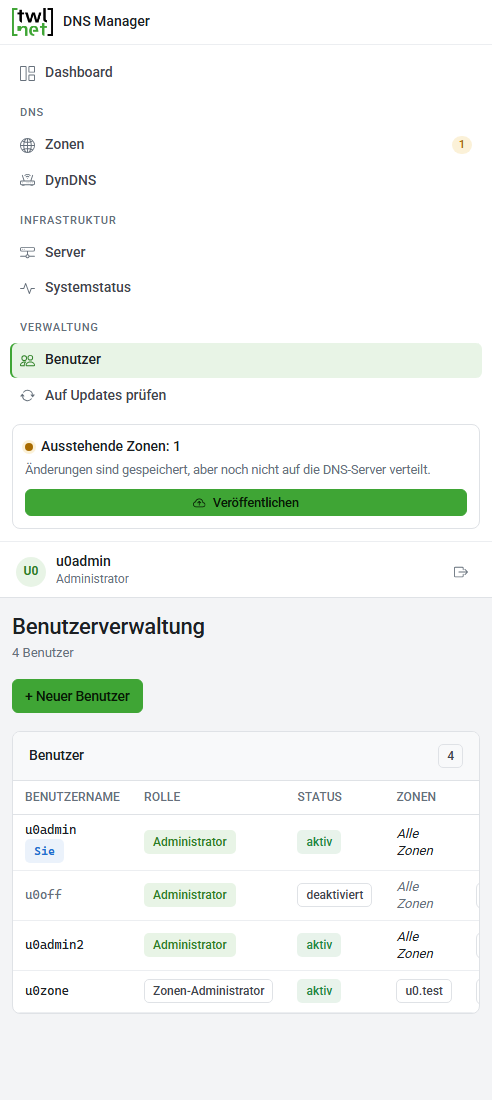 twl
net
DNS Manager
Dashboard
DNS
Zonen 1
DynDNS
INFRASTRUKTUR
Server
Systemstatus
VERWALTUNG
Benutzer
Auf Updates prüfen
Ausstehende Zonen: 1
Änderungen sind gespeichert, aber noch nicht auf die DNS-Server verteilt.
Veröffentlichen
U0
u0admin
Administrator
Benutzerverwaltung
4 Benutzer
+ Neuer Benutzer
Benutzer 4
BENUTZERNAME ROLLE STATUS ZONEN
u0admin
Sie
Administrator aktiv Alle
Zonen
u0off Administrator deaktiviert Alle
Zonen
u0admin2 Administrator aktiv Alle
Zonen
u0zone Zonen-Administrator aktiv u0.test